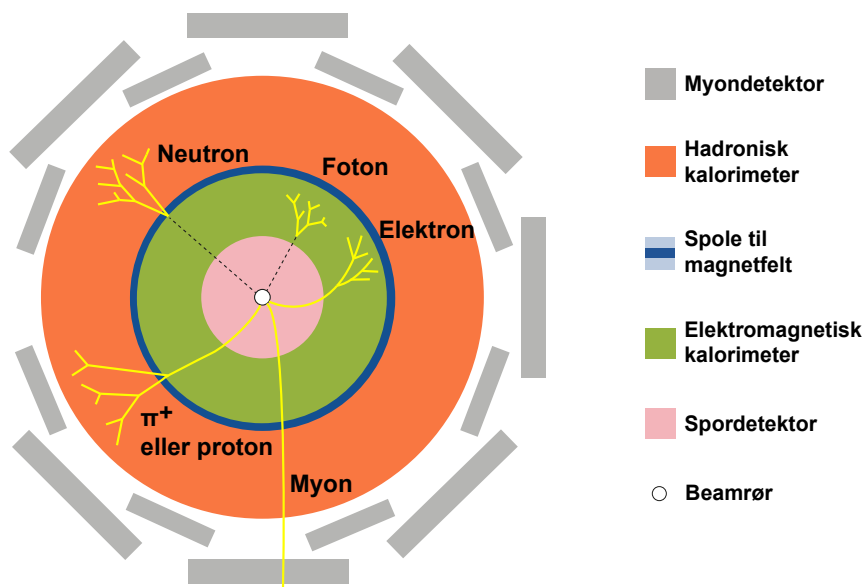 Neutron
Foton
Elektron
π⁺
eller proton
Myon
Myondetektor
Hadronisk
kalorimeter
Spole til
magnetfelt
Elektromagnetisk
kalorimeter
Spordetektor
Beamrør